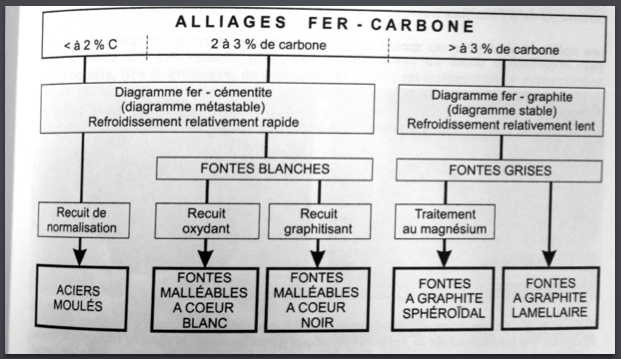 ALLIAGES FER - CARBONE
< à 2 % C
2 à 3 % de carbone
> à 3 % de carbone
Diagramme fer - cémentite
(diagramme métastable)
Refroidissement relativement rapide
Diagramme fer - graphite
(diagramme stable)
Refroidissement relativement lent
FONTES BLANCHES
FONTES GRISES
Recuit de
normalisation
Recuit
oxydant
Recuit
graphitisant
Traitement
au magnésium
ACIERS
MOULÉS
FONTES
MALLÉABLES
A COEUR
BLANC
FONTES
MALLÉABLES
A COEUR
NOIR
FONTES
A GRAPHITE
SPHÉROÏDAL
FONTES
A GRAPHITE
LAMELLAIRE